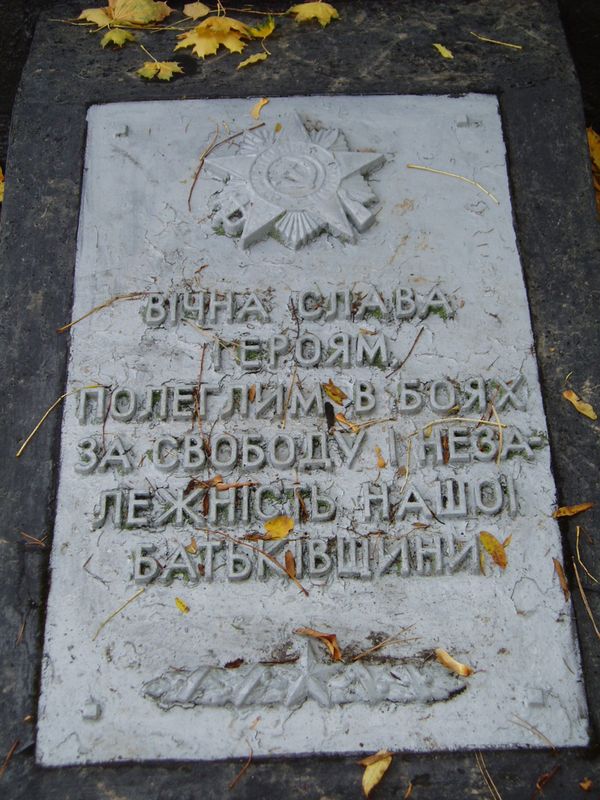 ВІЧНА СЛАВА
ГЕРОЯМ
ПОЛЕГЛИМ В БОЯХ
ЗА СВОБОДУ І НЕЗА-
ЛЕЖНІСТЬ НАШОЇ
БАТЬКІВЩИНИ